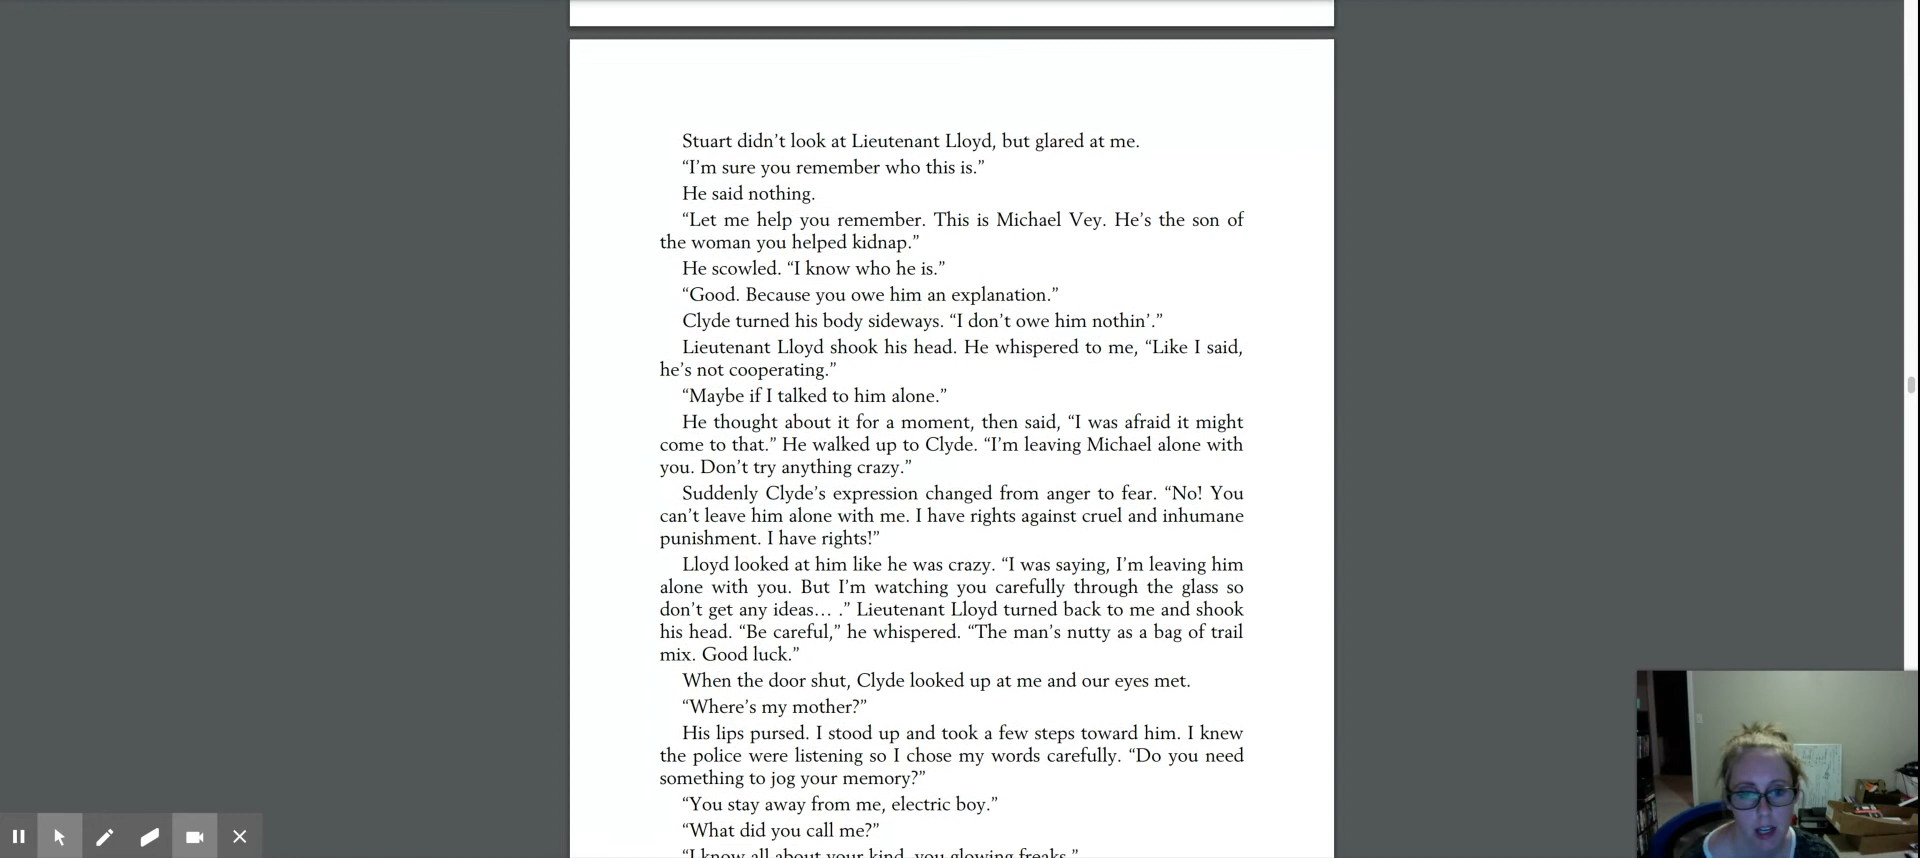 Stuart didn’t look at Lieutenant Lloyd, but glared at me.
“I’m sure you remember who this is.”
He said nothing.
“Let me help you remember. This is Michael Vey. He’s the son of
the woman you helped kidnap.”
He scowled. “I know who he is.”
“Good. Because you owe him an explanation.”
Clyde turned his body sideways. “I don’t owe him nothin’.”
Lieutenant Lloyd shook his head. He whispered to me, “Like I said,
he’s not cooperating.”
“Maybe if I talked to him alone.”
He thought about it for a moment, then said, “I was afraid it might
come to that.” He walked up to Clyde. “I’m leaving Michael alone with
you. Don’t try anything crazy.”
Suddenly Clyde’s expression changed from anger to fear. “No! You
can’t leave him alone with me. I have rights against cruel and inhumane
punishment. I have rights!”
Lloyd looked at him like he was crazy. “I was saying, I’m leaving him
alone with you. But I’m watching you carefully through the glass so
don’t get any ideas… .” Lieutenant Lloyd turned back to me and shook
his head. “Be careful,” he whispered. “The man’s nutty as a bag of trail
mix. Good luck.”
When the door shut, Clyde looked up at me and our eyes met.
“Where’s my mother?”
His lips pursed. I stood up and took a few steps toward him. I knew
the police were listening so I chose my words carefully. “Do you need
something to jog your memory?”
“You stay away from me, electric boy.”
“What did you call me?”
“I know all about your kind, you glowing freaks.”